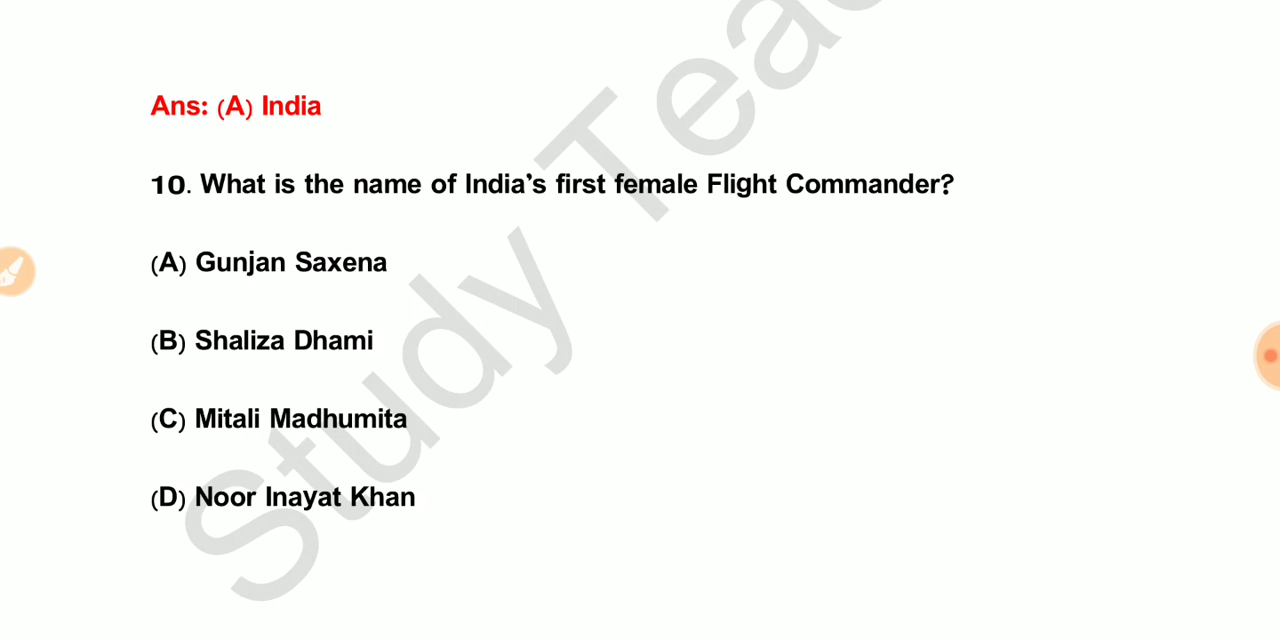 Ans: (A) India
10. What is the name of India’s first female Flight Commander?
(A) Gunjan Saxena
(B) Shaliza Dhami
(C) Mitali Madhumita
(D) Noor Inayat Khan
Study Teac